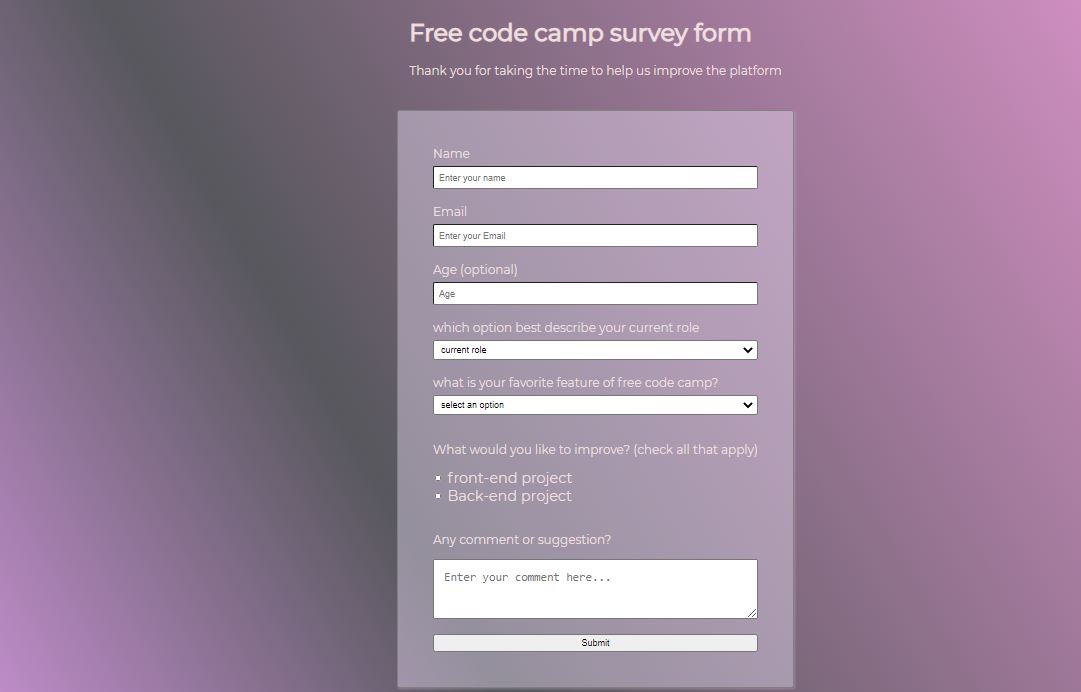 Free code camp survey form
Thank you for taking the time to help us improve the platform
Name
Enter your name
Email
Enter your Email
Age (optional)
Age
which option best describe your current role
current role
what is your favorite feature of free code camp?
select an option
What would you like to improve? (check all that apply)
front-end project
Back-end project
Any comment or suggestion?
Enter your comment here...
Submit